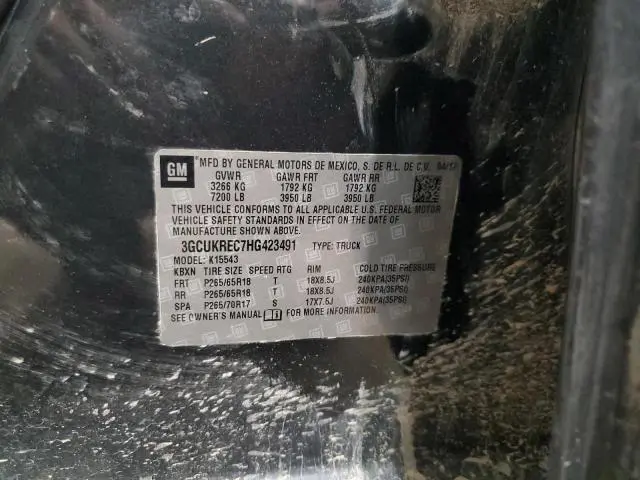 GM
*MFD BY GENERAL MOTORS DE MEXICO, S. DE R.L. DE C.V. 04/17
GVWR GAWR FRT GAWR RR
3266 KG 1792 KG 1792 KG
7200 LB 3950 LB 3950 LB
THIS VEHICLE CONFORMS TO ALL APPLICABLE U.S. FEDERAL MOTOR
VEHICLE SAFETY STANDARDS IN EFFECT ON THE DATE OF
MANUFACTURE SHOWN ABOVE.
3GCUKREC7HG423491 TYPE: TRUCK
MODEL: K15543
KBXN TIRE SIZE SPEED RTG RIM COLD TIRE PRESSURE
FRT P265/65R18 T 18X8.5J 240KPA(35PSI)
RR P265/65R18 T 18X8.5J 240KPA(35PSI)
SPA P265/70R17 S 17X7.5J 240KPA(35PSI)
SEE OWNER'S MANUAL FOR MORE INFORMATION.